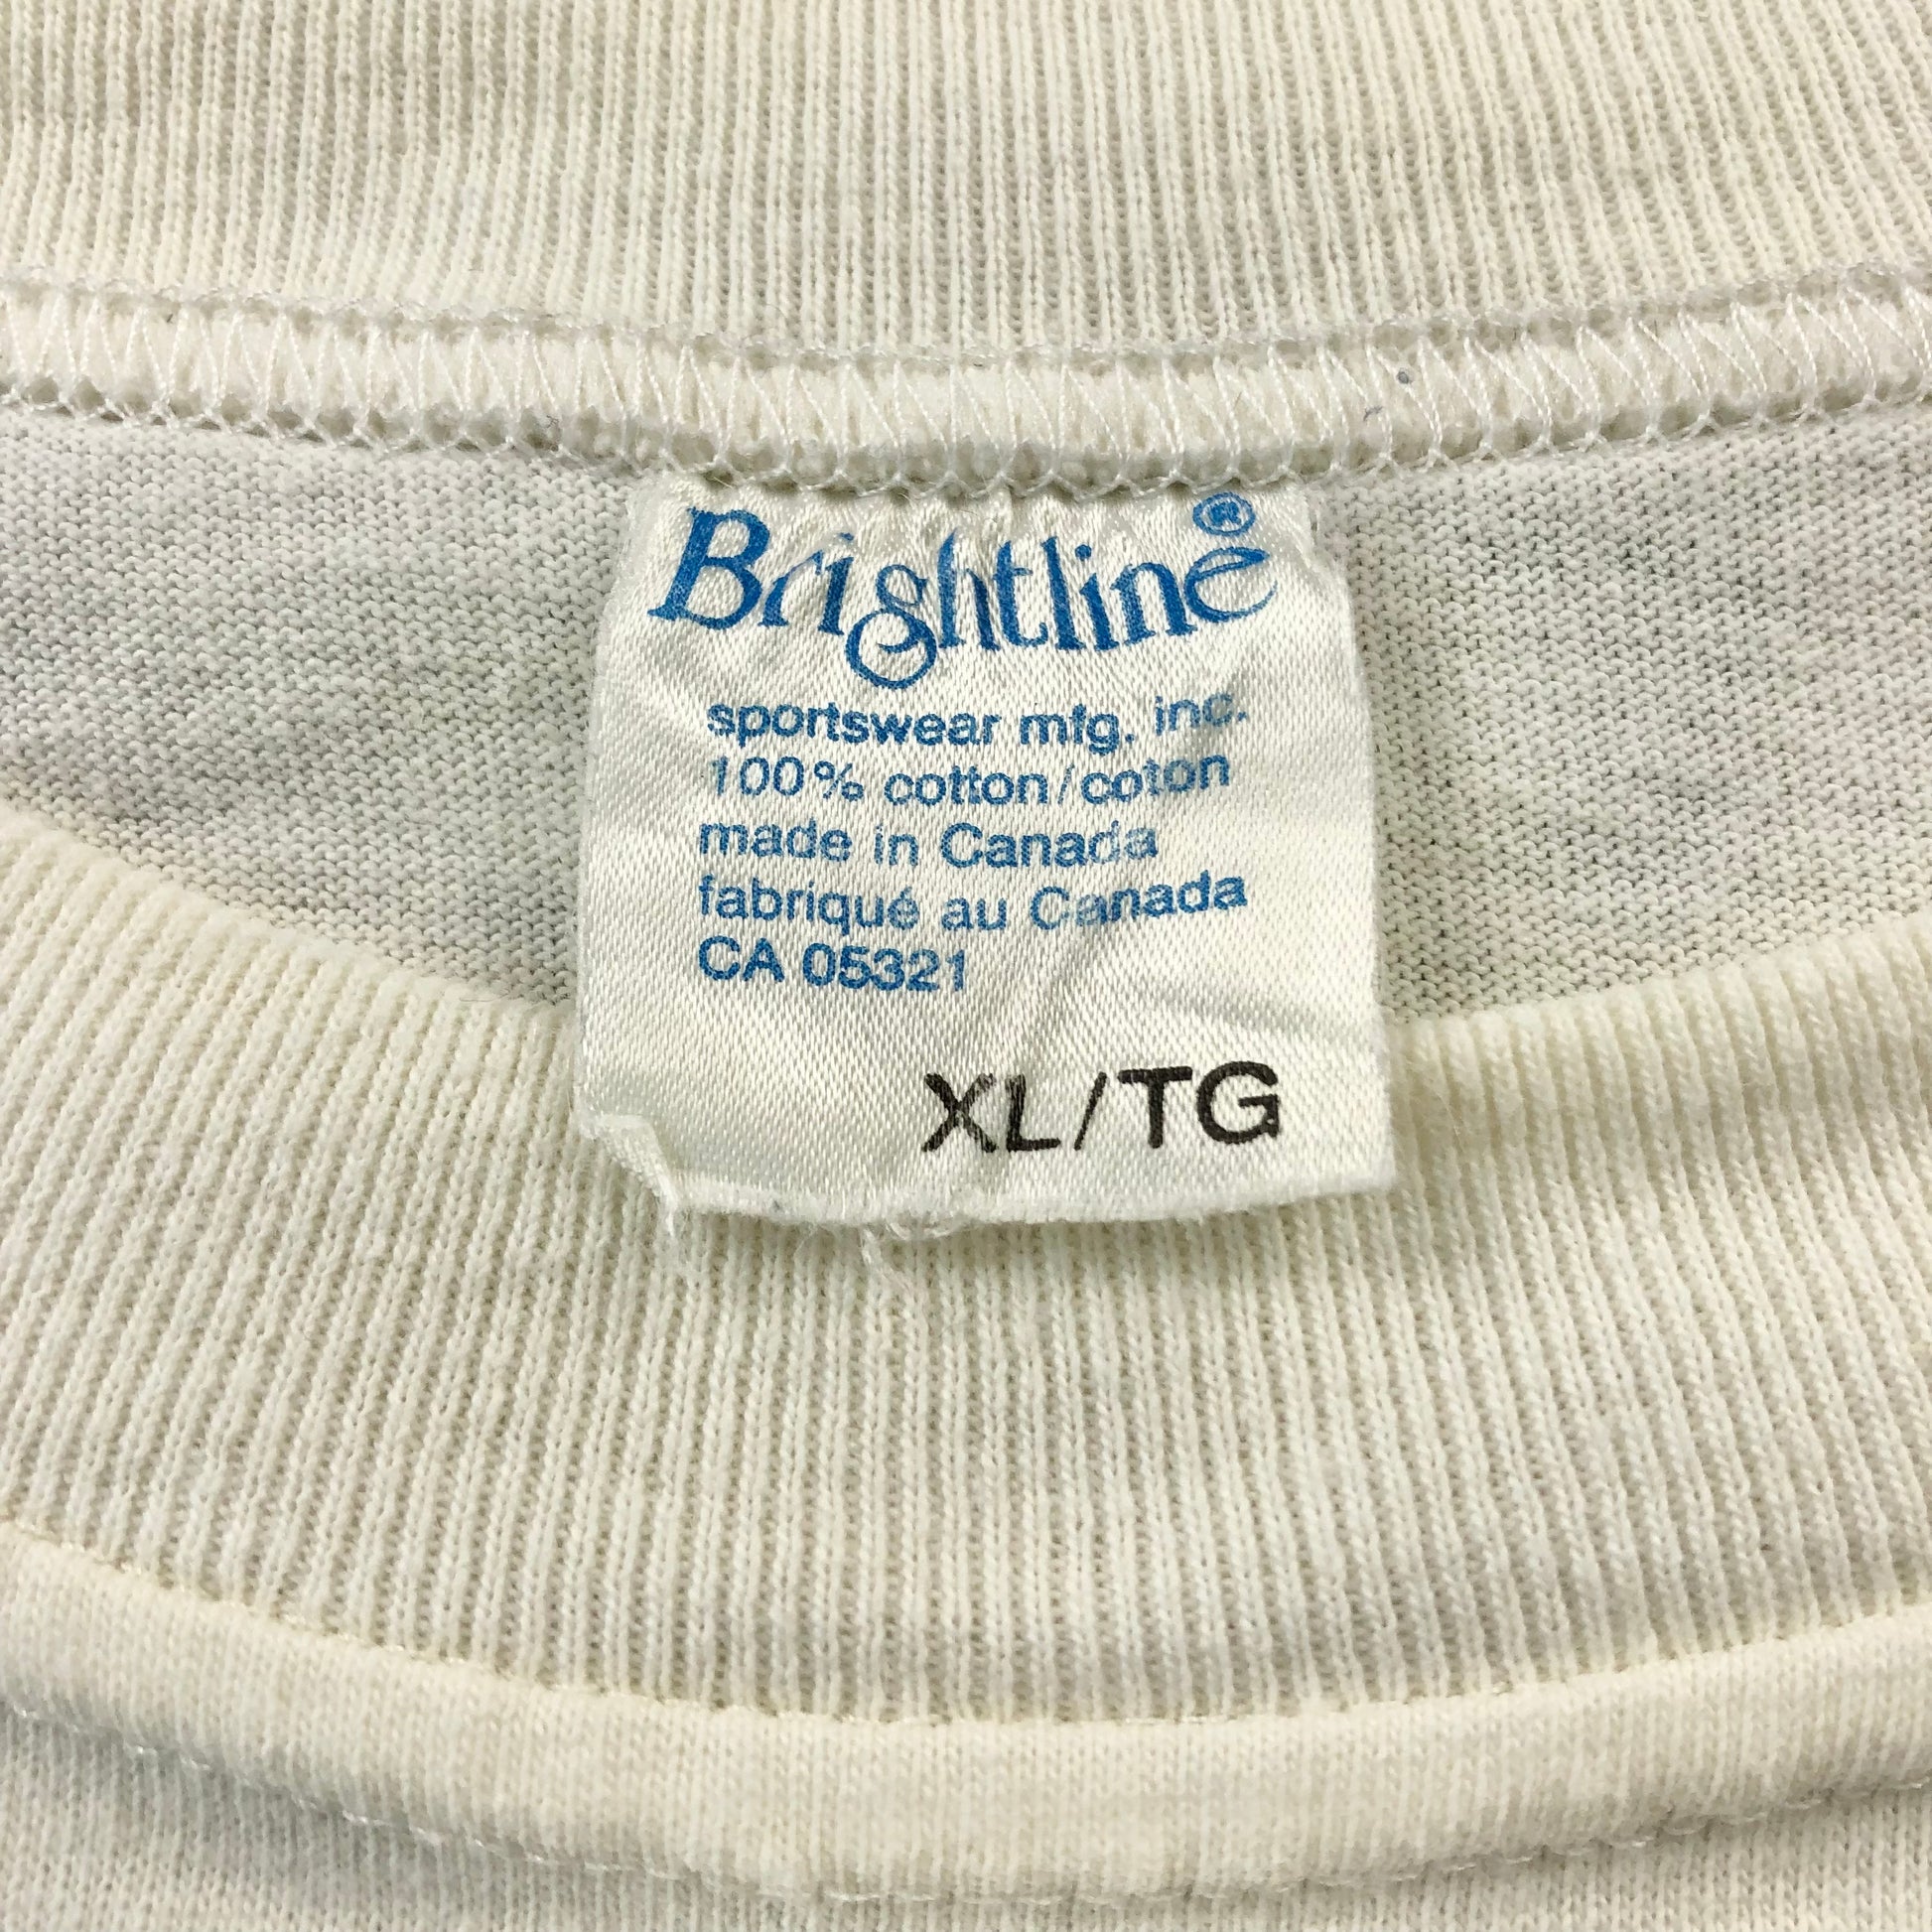 Brightline®
sportswear mfg. inc.
100% cotton/coton
made in Canada
fabriqué au Canada
CA 05321
XL/TG